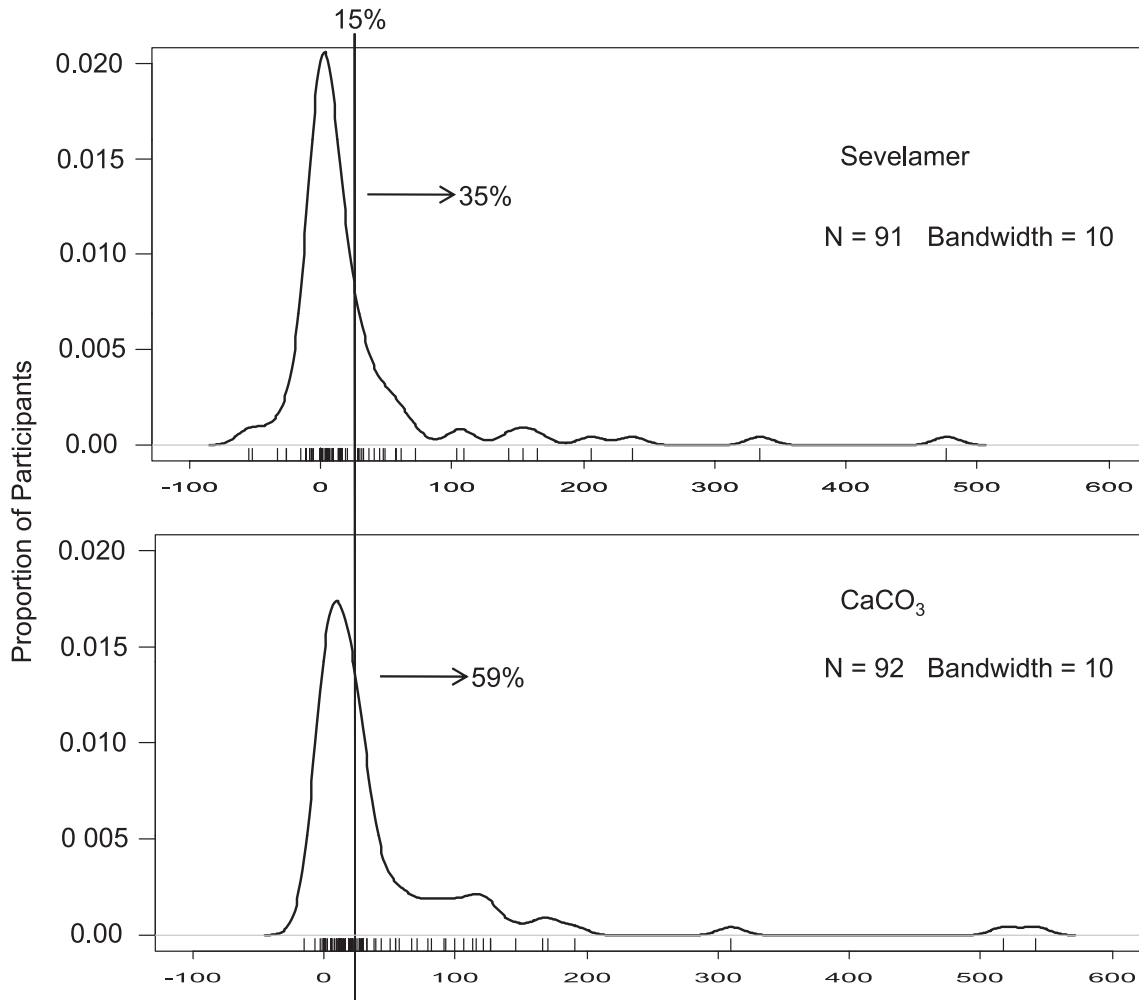 15%
Proportion of Participants
0.020
0.015
0.010
0.005
0.00
Sevelamer
35%
N = 91 Bandwidth = 10
-100 0 100 200 300 400 500 600
0.020
0.015
0.010
0 005
0.00
CaCO₃
59%
N = 92 Bandwidth = 10
-100 0 100 200 300 400 500 600